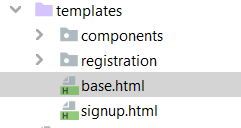 templates
components
registration
base.html
signup.html